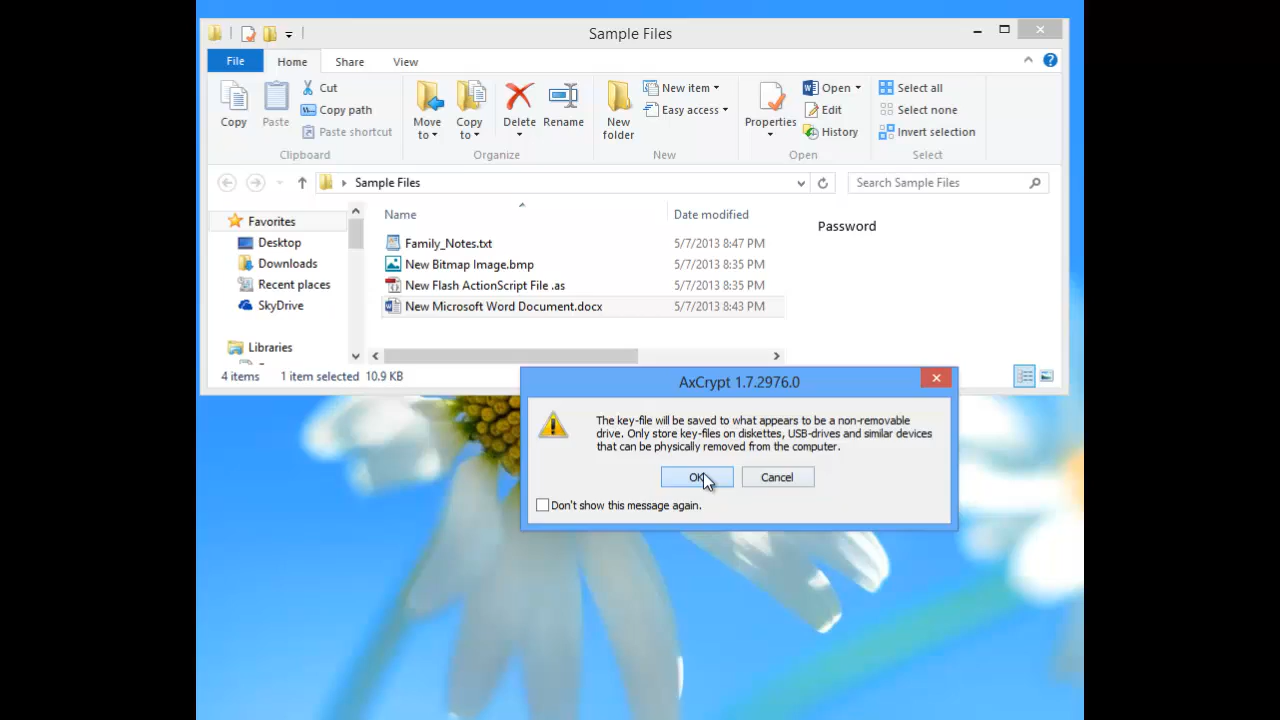 Sample Files
File Home Share View
Copy
Paste
Cut
Copy path
Paste shortcut
Clipboard
Move to
Copy to
Delete
Rename
Organize
New folder
New item
Easy access
New
Properties
Open
Edit
History
Open
Select all
Select none
Invert selection
Select
Sample Files
Search Sample Files
Favorites
Desktop
Downloads
Recent places
SkyDrive
Libraries
Name Date modified
Family_Notes.txt 5/7/2013 8:47 PM
New Bitmap Image.bmp 5/7/2013 8:35 PM
New Flash ActionScript File .as 5/7/2013 8:35 PM
New Microsoft Word Document.docx 5/7/2013 8:43 PM
Password
4 items 1 item selected 10.9 KB
AxCrypt 1.7.2976.0
The key-file will be saved to what appears to be a non-removable
drive. Only store key-files on diskettes, USB-drives and similar devices
that can be physically removed from the computer.
OK Cancel
Don't show this message again.